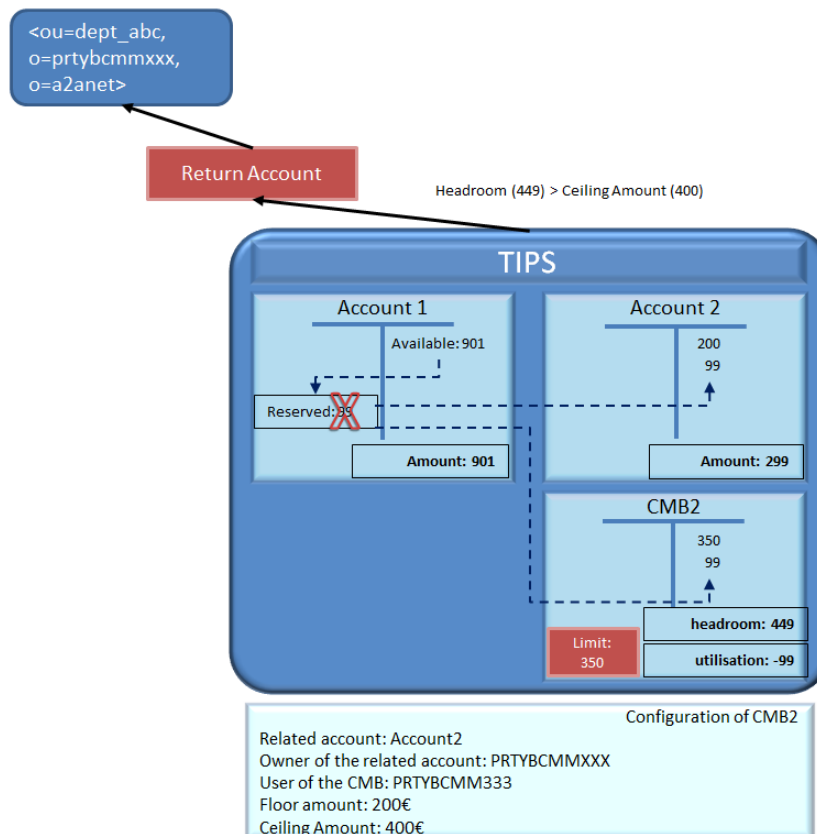 <ou=dept_abc,
o=prtybcmmxxx,
o=a2anet>
Return Account
Headroom (449) > Ceiling Amount (400)
TIPS
Account 1
Available: 901
Reserved: 99
Amount: 901
Account 2
200
99
Amount: 299
CMB2
350
99
headroom: 449
Limit:
350
utilisation: -99
Configuration of CMB2
Related account: Account2
Owner of the related account: PRTYBCMMXXX
User of the CMB: PRTYBCMM333
Floor amount: 200€
Ceiling Amount: 400€